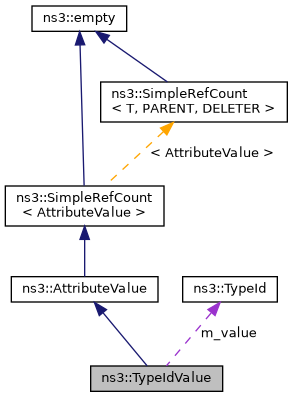 ns3::empty
ns3::SimpleRefCount
< T, PARENT, DELETER >
< AttributeValue >
ns3::SimpleRefCount
< AttributeValue >
ns3::AttributeValue
ns3::TypeId
m_value
ns3::TypeIdValue